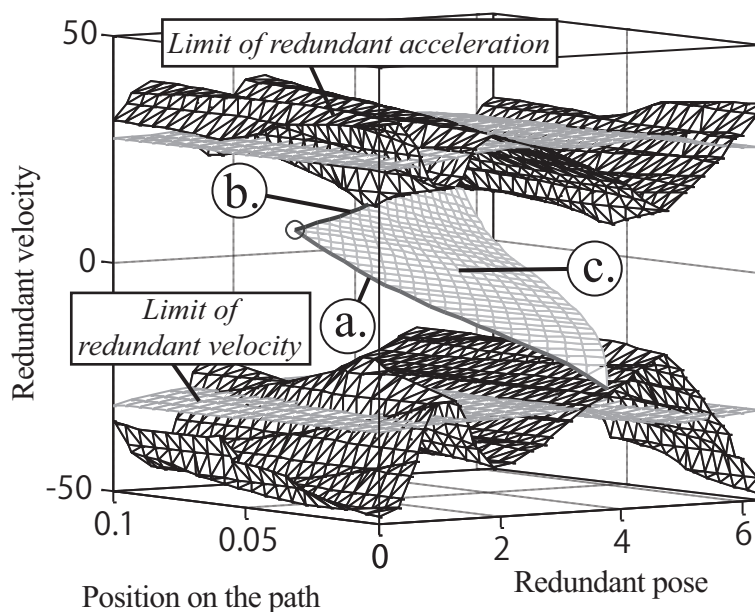 50
Limit of redundant acceleration
b.
Redundant velocity
0
c.
a.
Limit of
redundant velocity
-50
0.1
0.05
0
2
4
6
Position on the path
Redundant pose